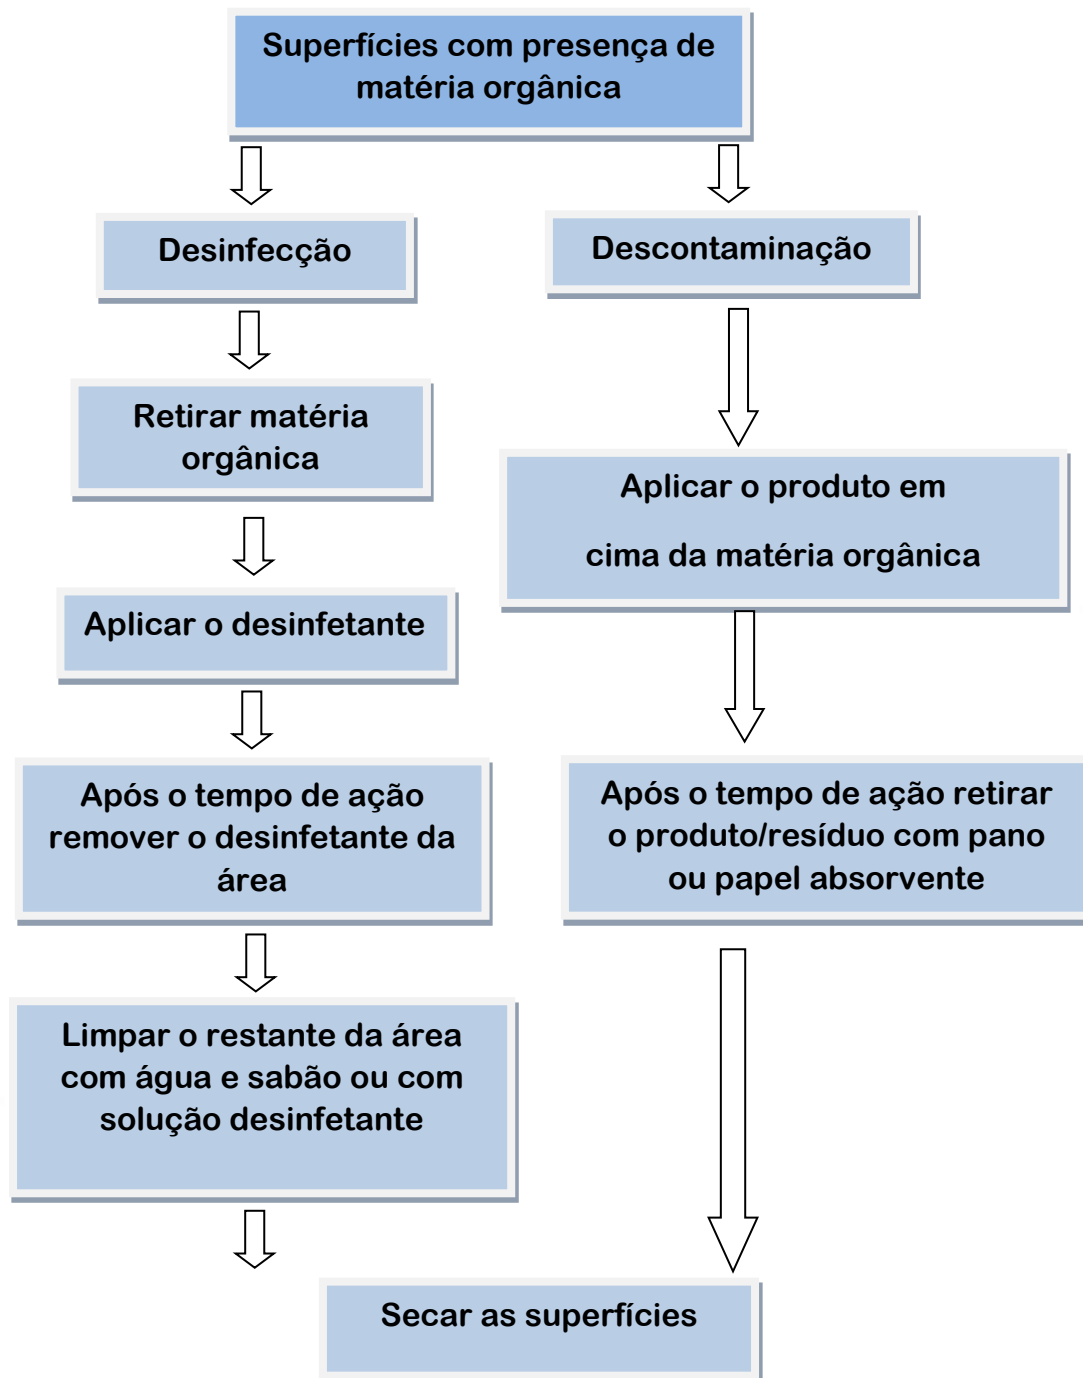 Superfícies com presença de
matéria orgânica
Desinfecção
Descontaminação
Retirar matéria
orgânica
Aplicar o produto em
cima da matéria orgânica
Aplicar o desinfetante
Após o tempo de ação
remover o desinfetante da
área
Após o tempo de ação retirar
o produto/resíduo com pano
ou papel absorvente
Limpar o restante da área
com água e sabão ou com
solução desinfetante
Secar as superfícies